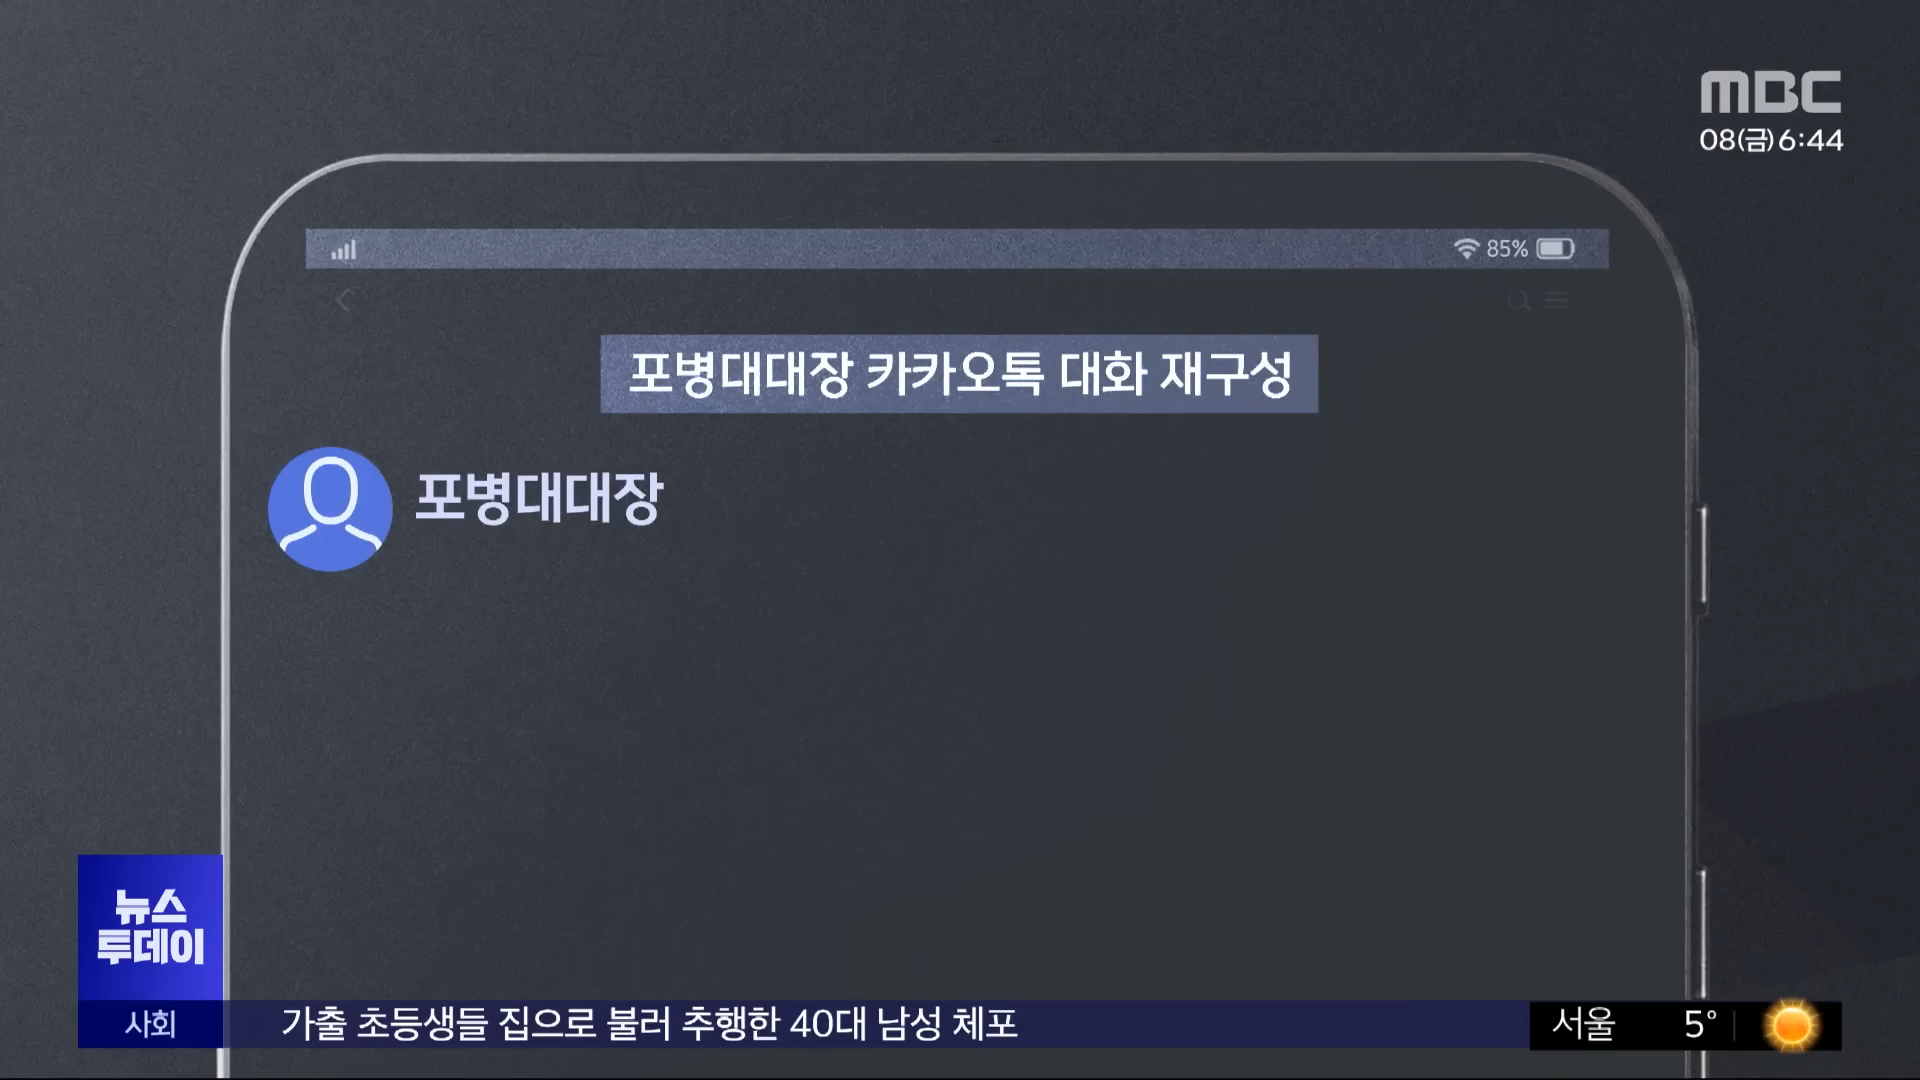 MBC
08(금)6:44
85%
포병대대장 카카오톡 대화 재구성
포병대대장
뉴스
투데이
사회
가출 초등생들 집으로 불러 추행한 40대 남성 체포
서울 5°